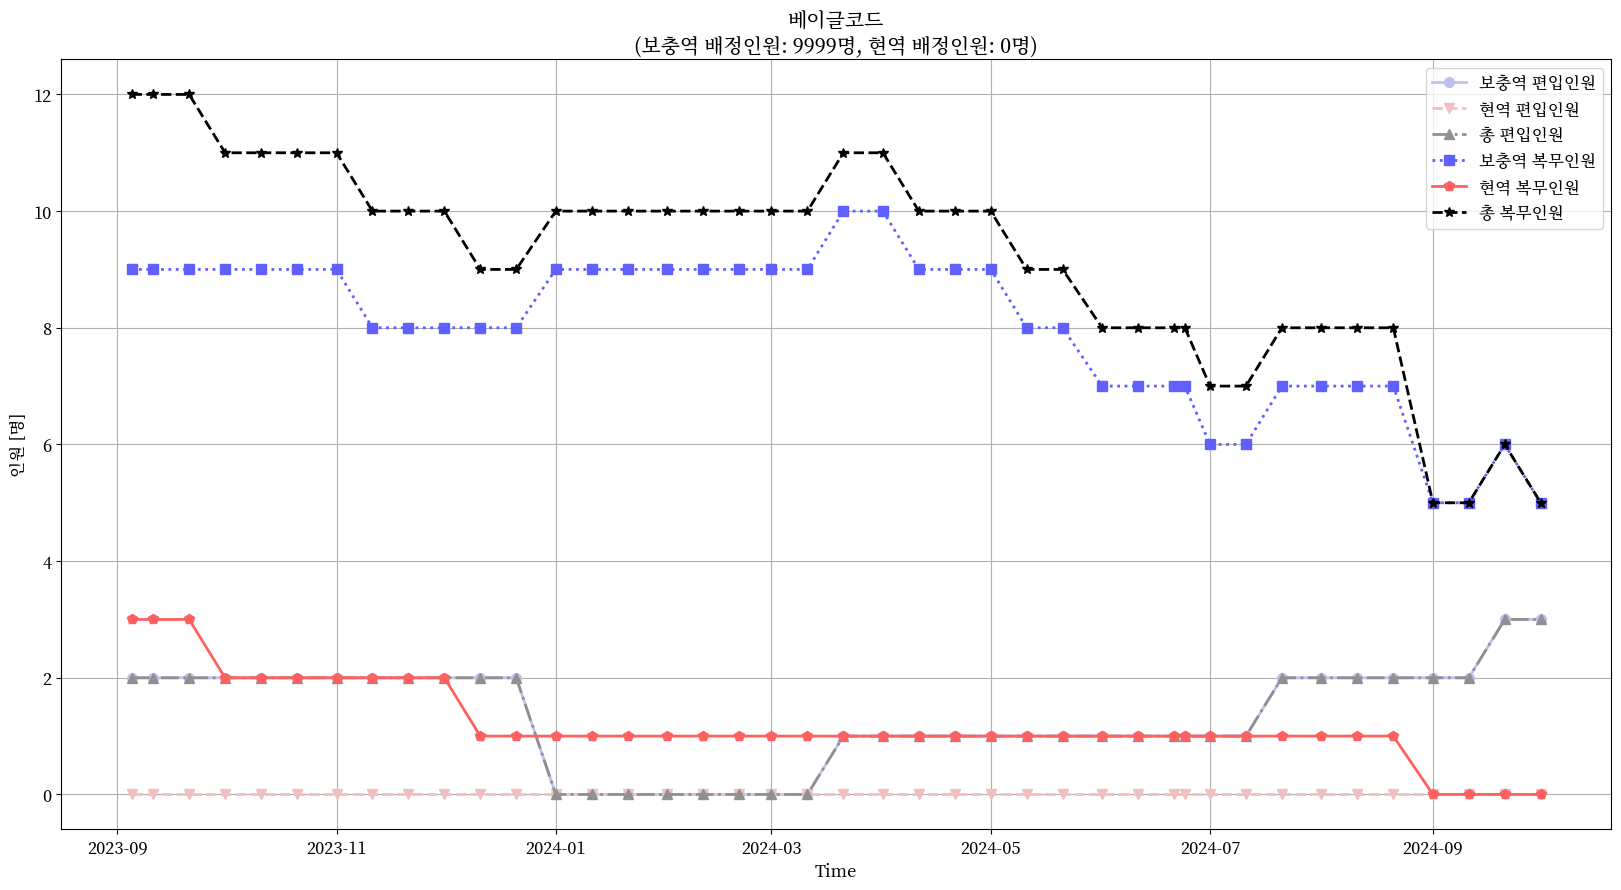 베이글코드
(보충역 배정인원: 9999명, 현역 배정인원: 0명)
보충역 편입인원
현역 편입인원
총 편입인원
보충역 복무인원
현역 복무인원
총 복무인원
인원 [명]
12
10
8
6
4
2
0
2023-09
2023-11
2024-01
2024-03
2024-05
2024-07
2024-09
Time